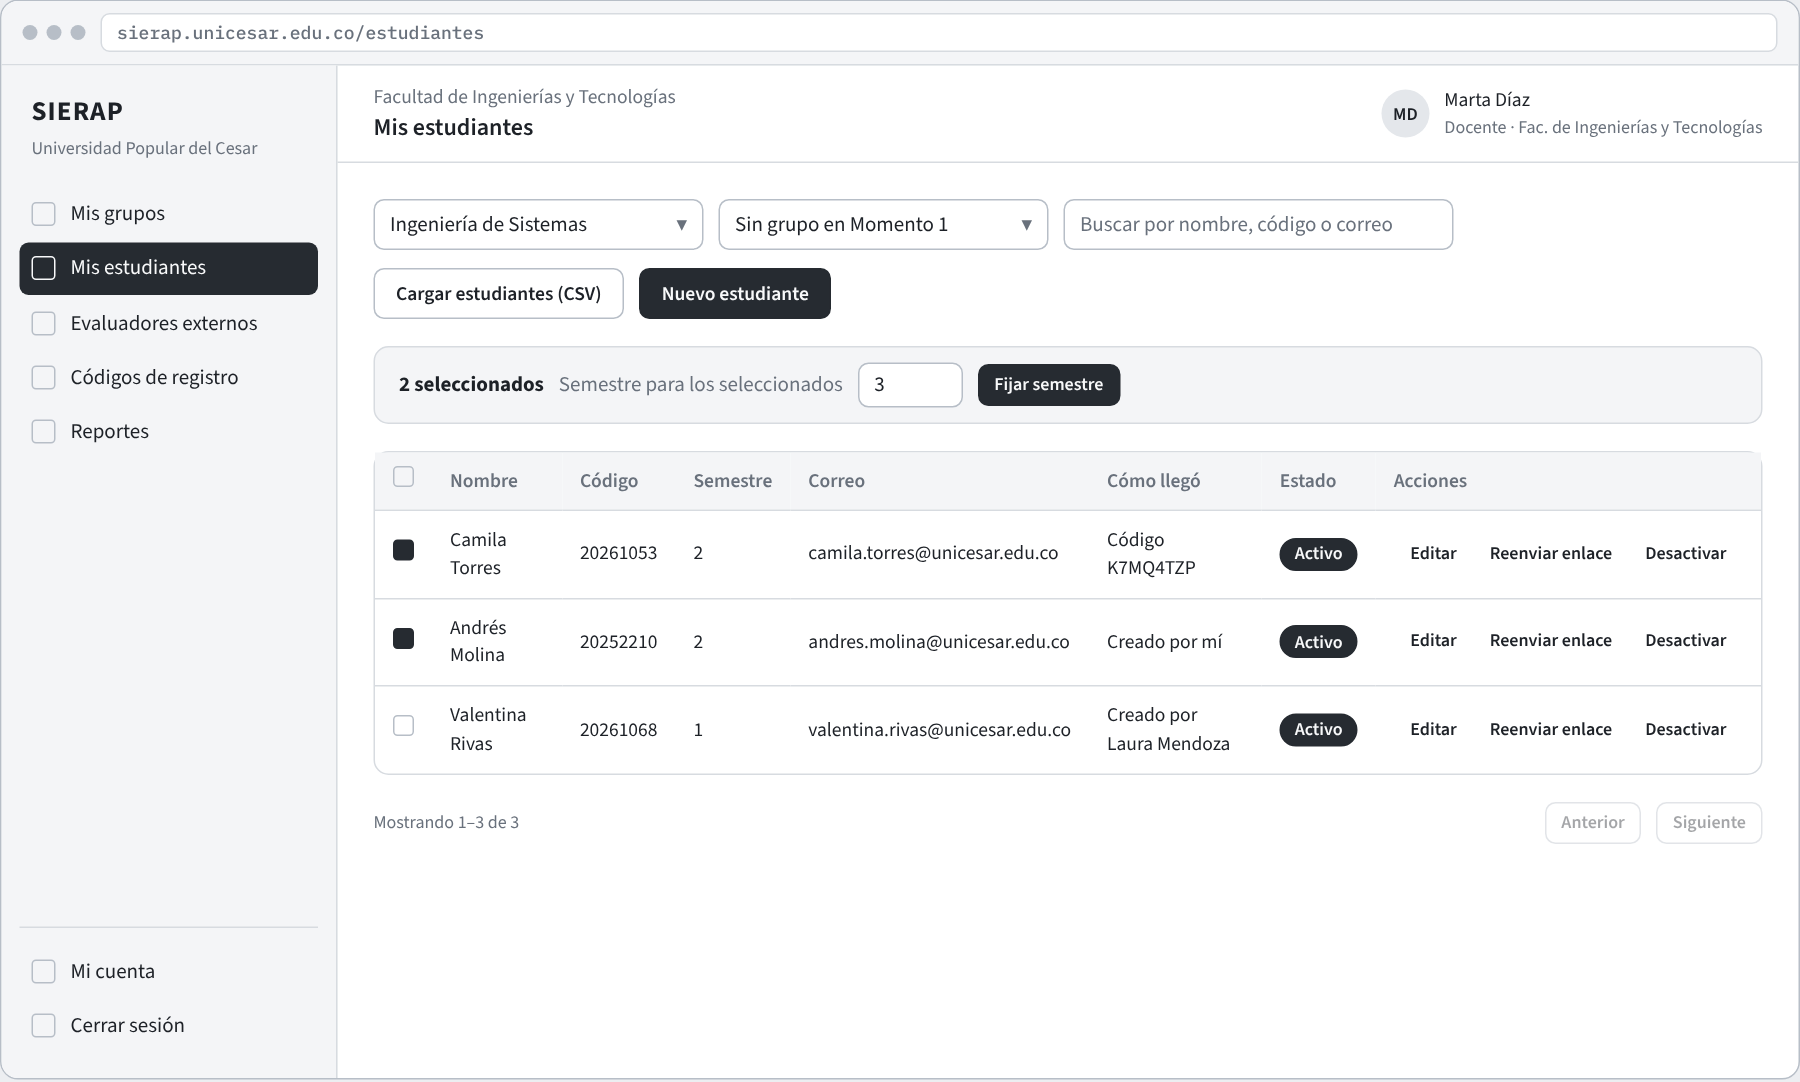 sierap.unicesar.edu.co/estudiantes
SIERAP
Universidad Popular del Cesar
Mis grupos
Mis estudiantes
Evaluadores externos
Códigos de registro
Reportes
Mi cuenta
Cerrar sesión
Facultad de Ingenierías y Tecnologías
Mis estudiantes
MD
Marta Díaz
Docente · Fac. de Ingenierías y Tecnologías
Ingeniería de Sistemas ▼
Sin grupo en Momento 1 ▼
Buscar por nombre, código o correo
Cargar estudiantes (CSV)
Nuevo estudiante
2 seleccionados Semestre para los seleccionados 3 Fijar semestre
Nombre Código Semestre Correo Cómo llegó Estado Acciones
Camila Torres 20261053 2 camila.torres@unicesar.edu.co Código K7MQ4TZP Activo Editar Reenviar enlace Desactivar
Andrés Molina 20252210 2 andres.molina@unicesar.edu.co Creado por mí Activo Editar Reenviar enlace Desactivar
Valentina Rivas 20261068 1 valentina.rivas@unicesar.edu.co Creado por Laura Mendoza Activo Editar Reenviar enlace Desactivar
Mostrando 1–3 de 3
Anterior
Siguiente